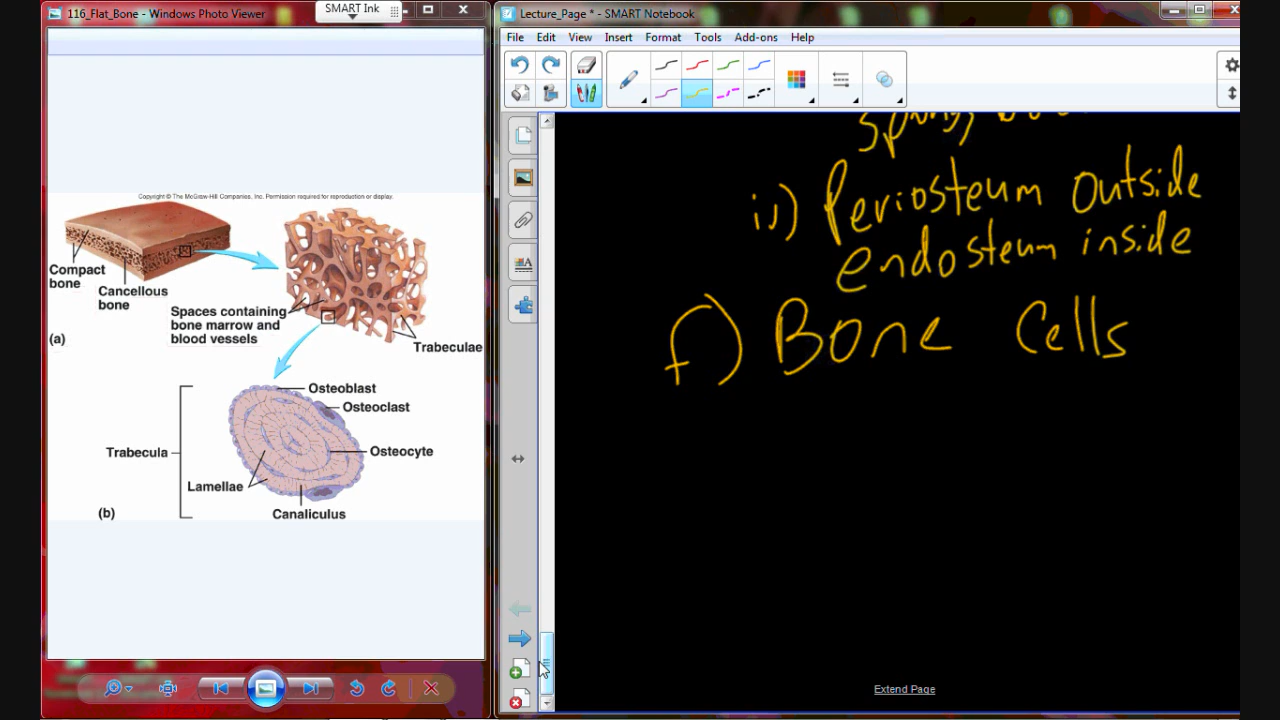 116_Flat_Bone - Windows Photo Viewer
SMART Ink
Copyright © The McGraw-Hill Companies, Inc. Permission required for reproduction or display.
Compact
bone
Cancellous
bone
Spaces containing
bone marrow and
blood vessels
Trabeculae
(a)
Osteoblast
Osteoclast
Trabecula
Osteocyte
Lamellae
Canaliculus
(b)
Lecture_Page * - SMART Notebook
File Edit View Insert Format Tools Add-ons Help
Periosteum Outside
endosteum inside
f) Bone Cells
Extend Page